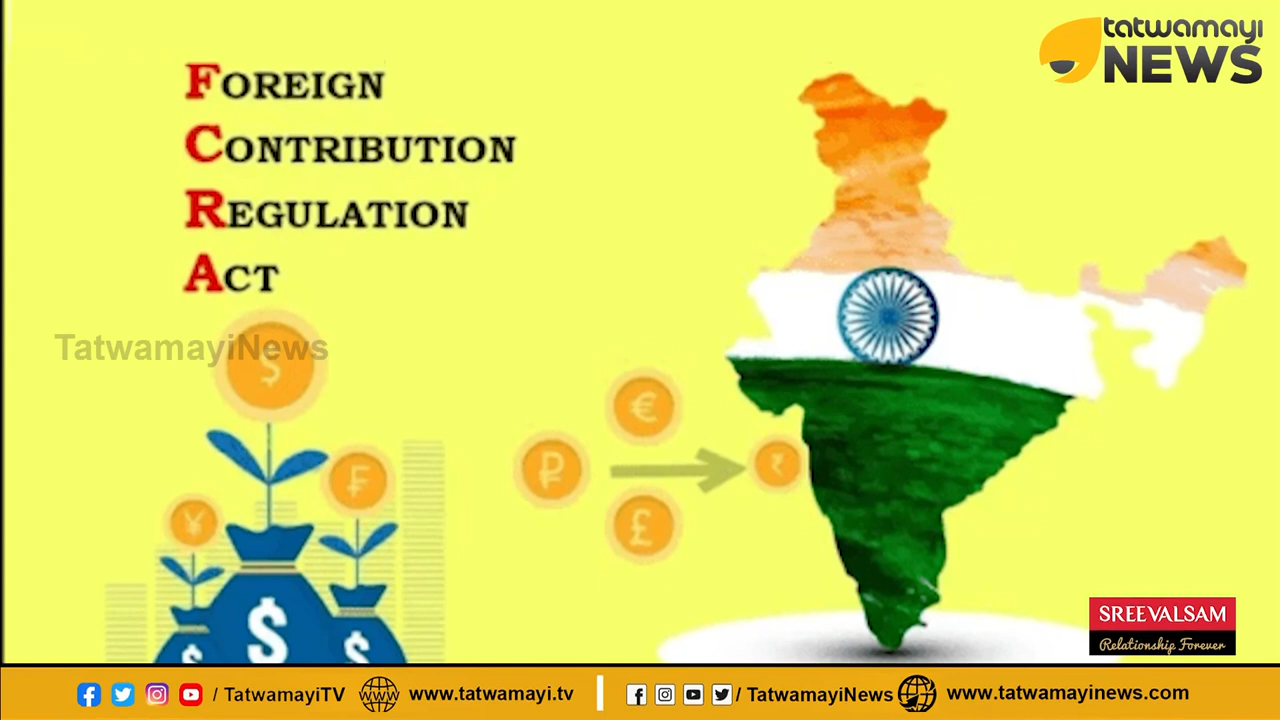 tatwamayi
NEWS
FOREIGN
CONTRIBUTION
REGULATION
ACT
TatwamayiNews
$
€
₽
₹
F
¥
£
$
$
$
SREEVALSAM
Relationship Forever
/ TatwamayiTV www.tatwamayi.tv / TatwamayiNews www.tatwamayinews.com